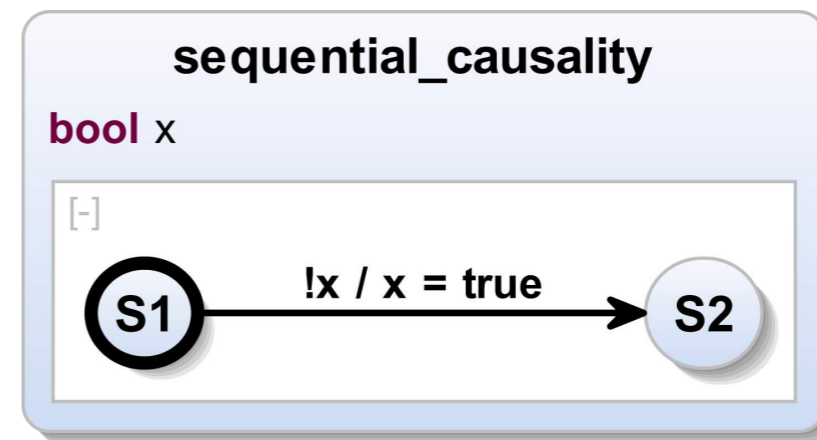 sequential_causality
bool x
[-]
!x / x = true
S1
S2